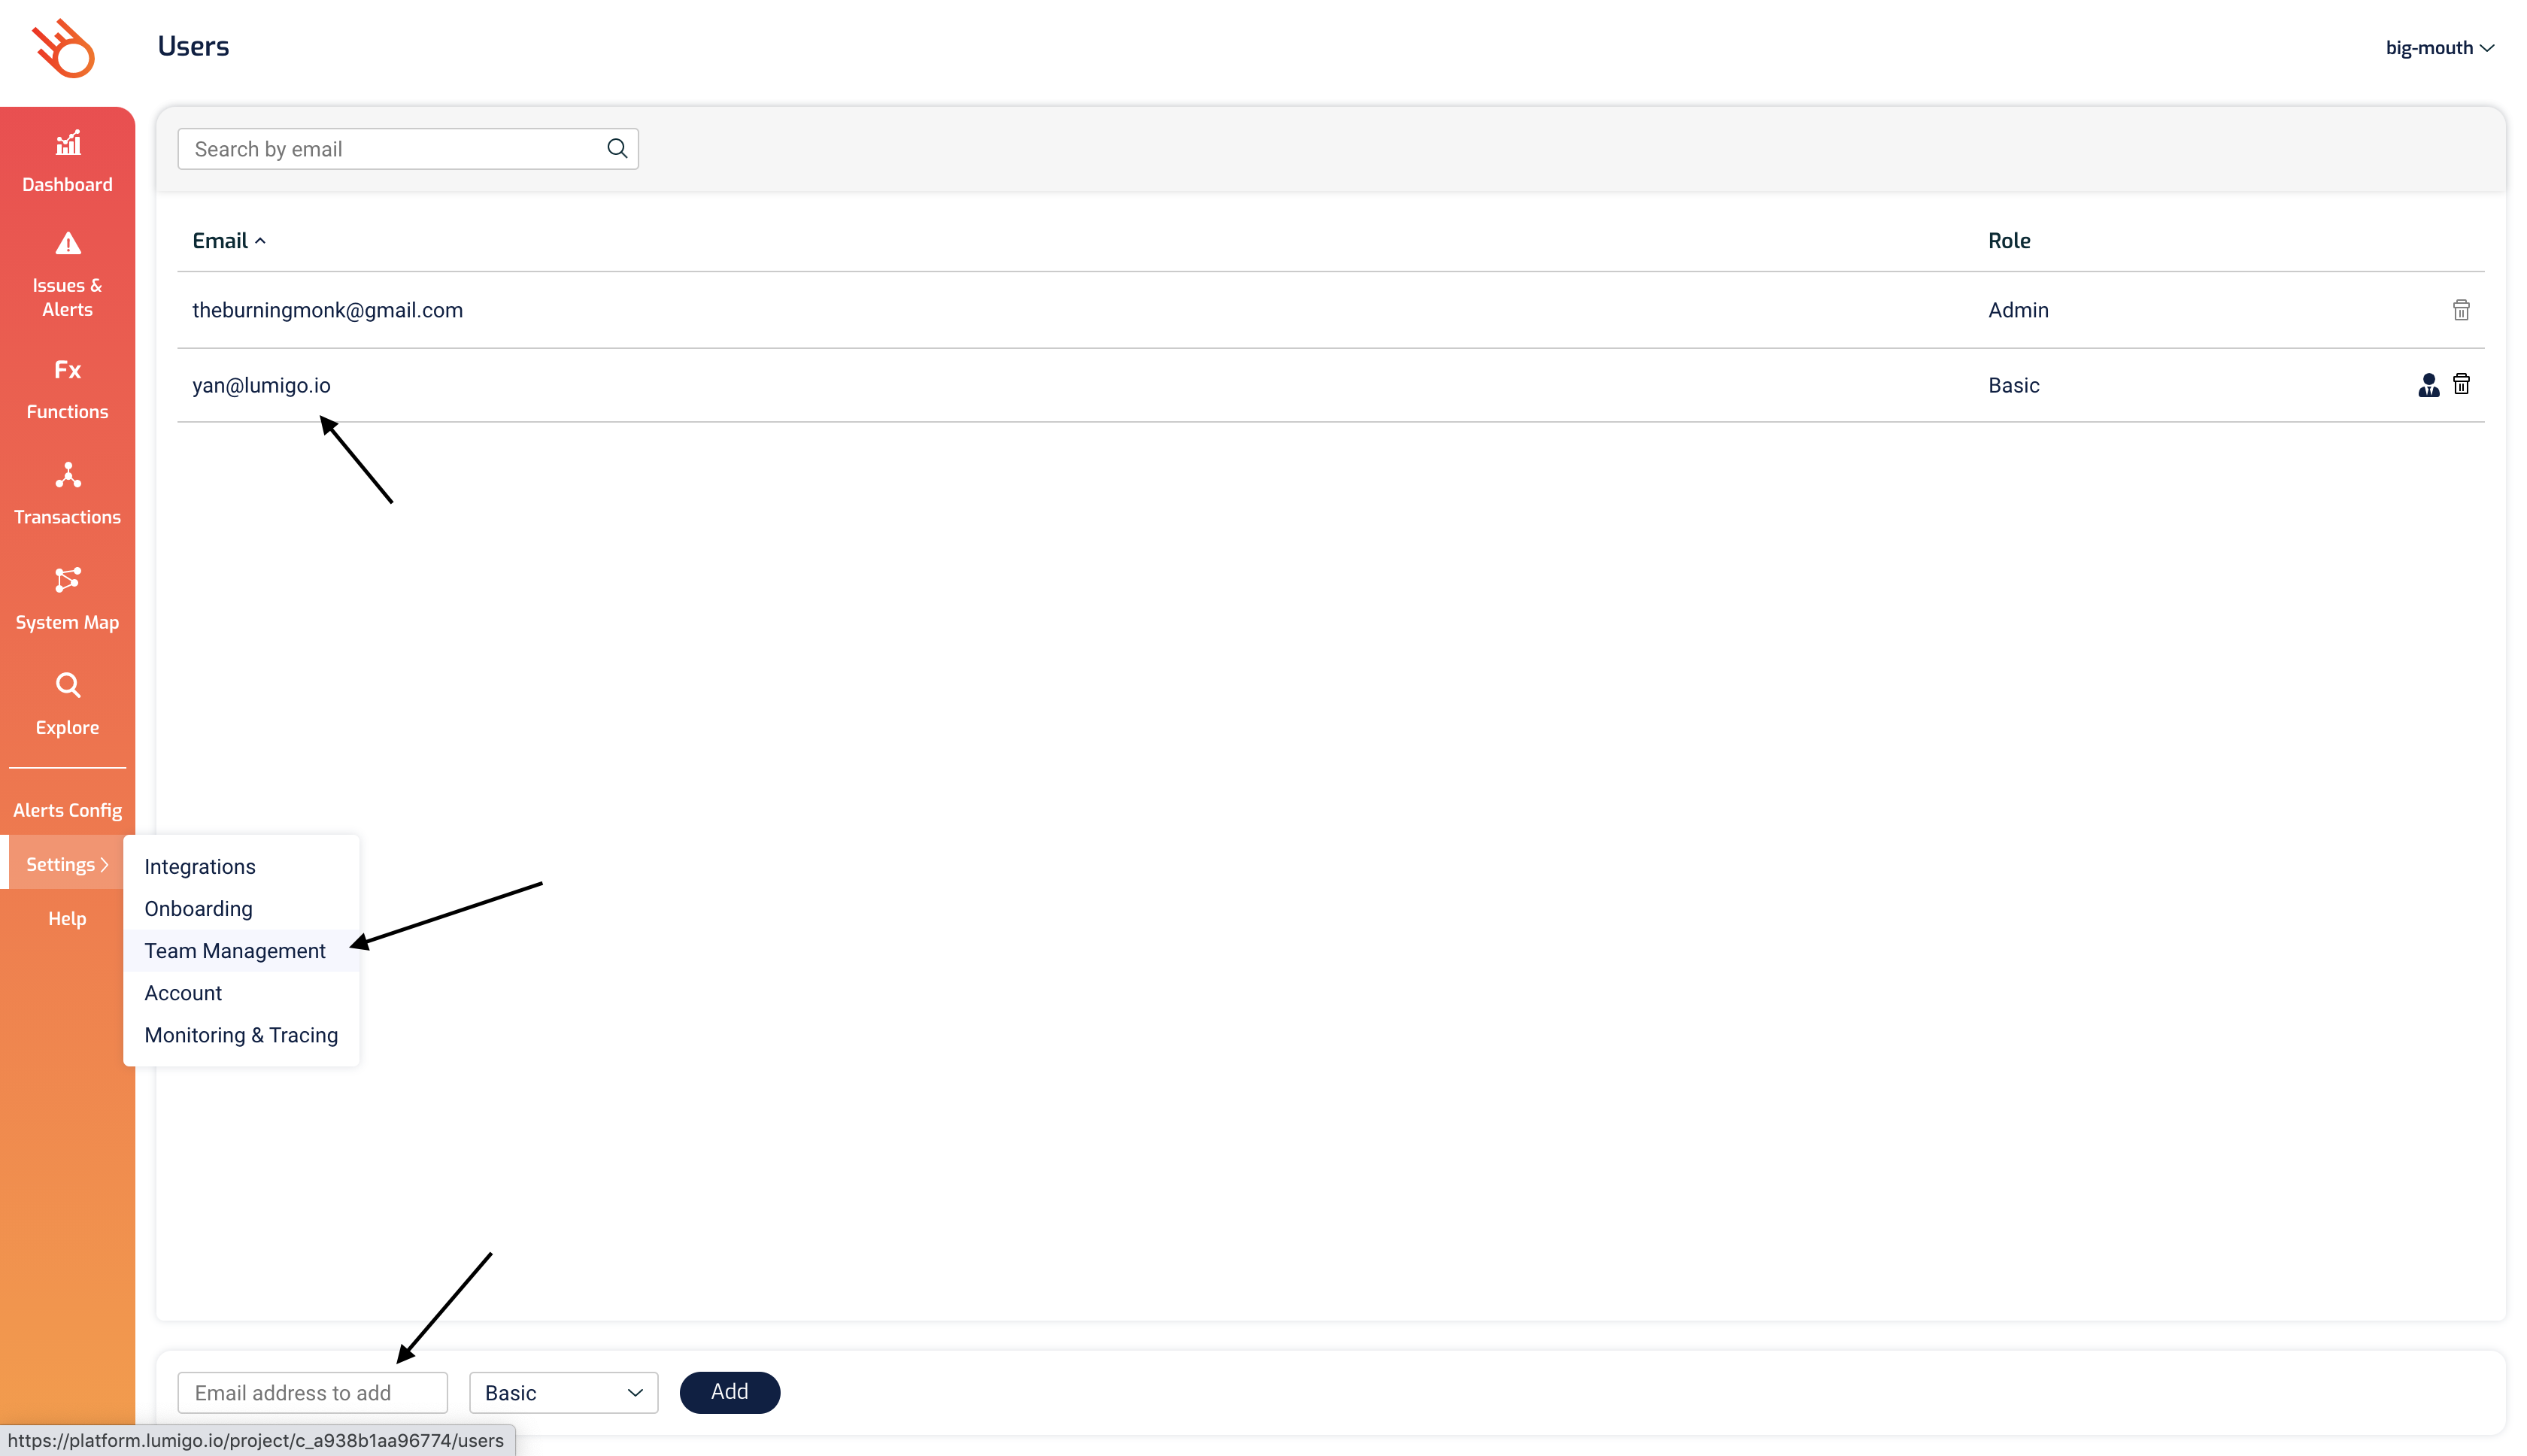 Users
big-mouth
Dashboard
Issues &
Alerts
Fx
Functions
Transactions
System Map
Explore
Alerts Config
Settings
Help
Search by email
Email
Role
theburningmonk@gmail.com
Admin
yan@lumigo.io
Basic
Integrations
Onboarding
Team Management
Account
Monitoring & Tracing
Email address to add
Basic
Add
https://platform.lumigo.io/project/c_a938b1aa96774/users